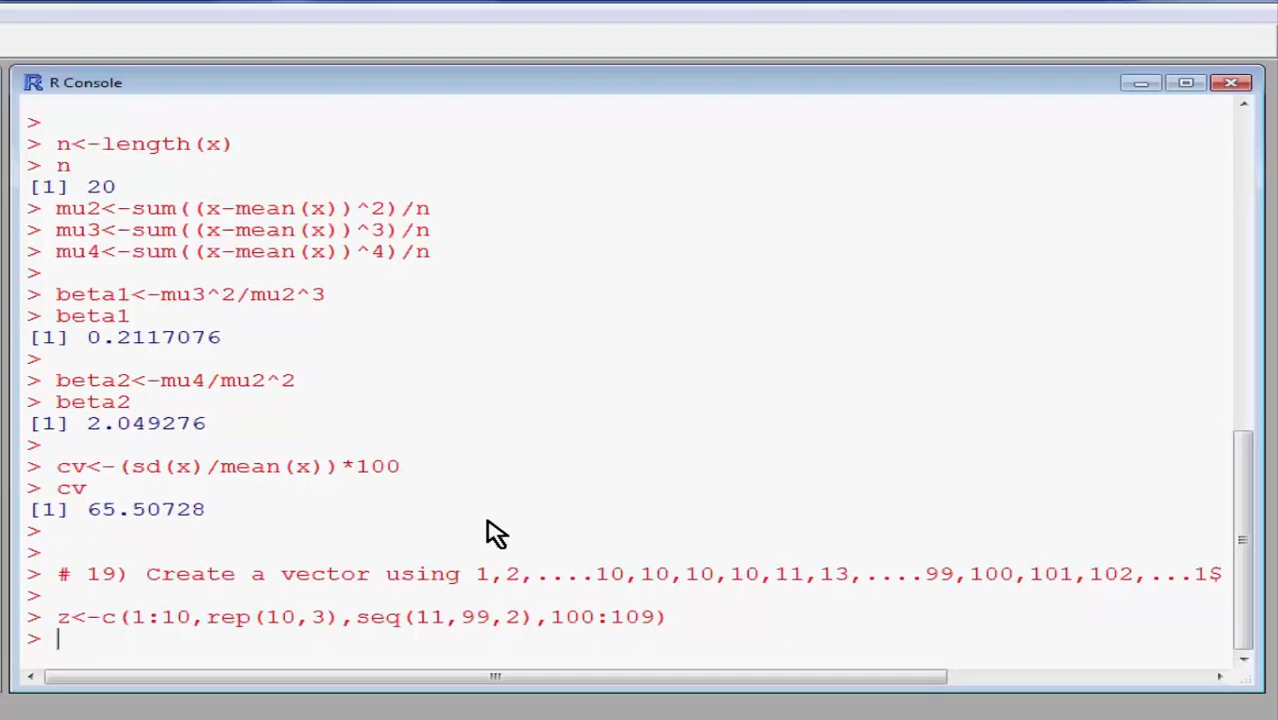 R Console
>
> n<-length(x)
> n
[1] 20
> mu2<-sum((x-mean(x))^2)/n
> mu3<-sum((x-mean(x))^3)/n
> mu4<-sum((x-mean(x))^4)/n
>
> beta1<-mu3^2/mu2^3
> beta1
[1] 0.2117076
>
> beta2<-mu4/mu2^2
> beta2
[1] 2.049276
>
> cv<-(sd(x)/mean(x))*100
> cv
[1] 65.50728
>
>
> # 19) Create a vector using 1,2,....10,10,10,10,11,13,....99,100,101,102,...1$
>
> z<-c(1:10,rep(10,3),seq(11,99,2),100:109)
>